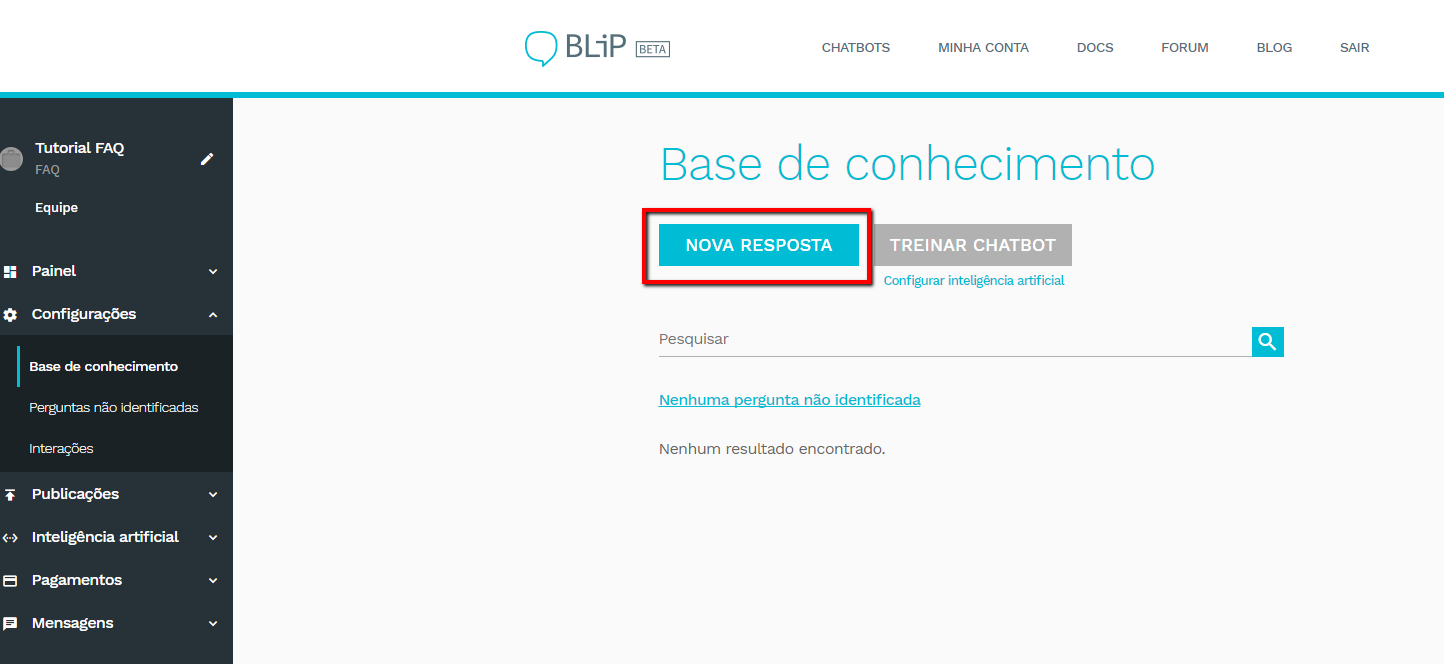 BLiP BETA
CHATBOTS MINHA CONTA DOCS FORUM BLOG SAIR
Tutorial FAQ
FAQ
Equipe
Painel
Configurações
Base de conhecimento
Perguntas não identificadas
Interações
Publicações
Inteligência artificial
Pagamentos
Mensagens
Base de conhecimento
NOVA RESPOSTA TREINAR CHATBOT
Configurar inteligência artificial
Pesquisar
Nenhuma pergunta não identificada
Nenhum resultado encontrado.